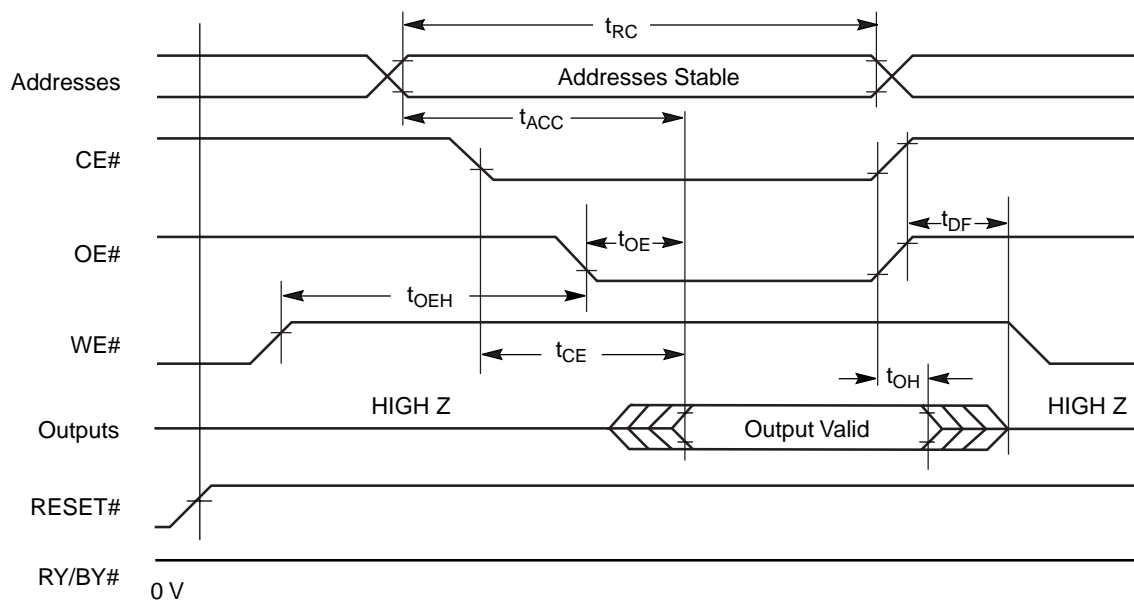 tRC
Addresses
Addresses Stable
tACC
CE#
tDF
OE#
tOE
tOEH
WE#
tCE
tOH
HIGH Z
HIGH Z
Outputs
Output Valid
RESET#
RY/BY#
0 V